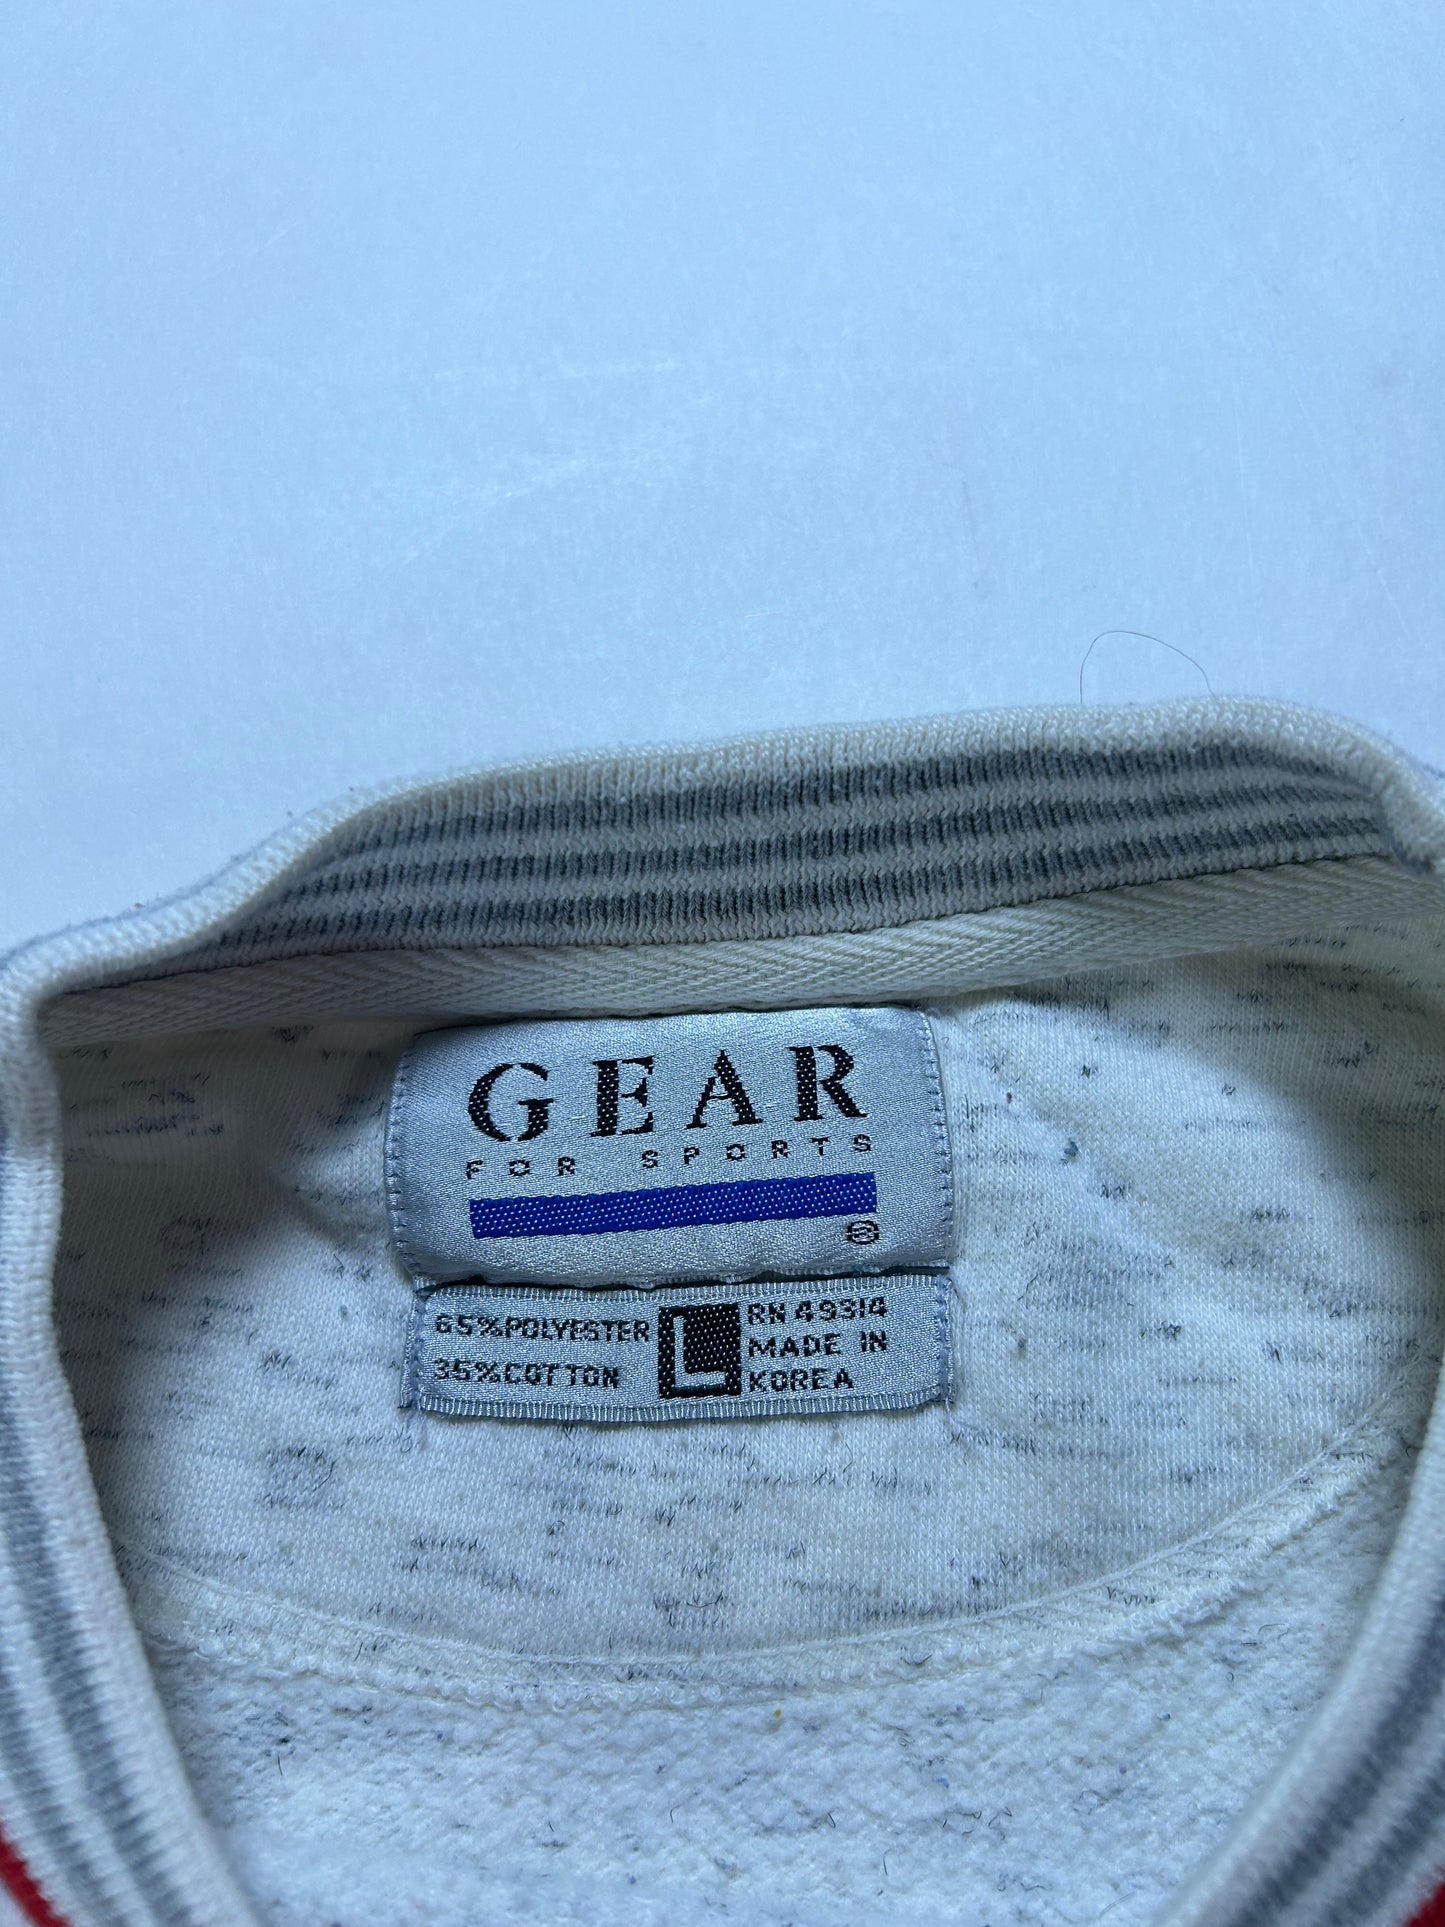 GEAR
FOR SPORTS
®
65%POLYESTER
35%COTTON
L
RN 49314
MADE IN
KOREA